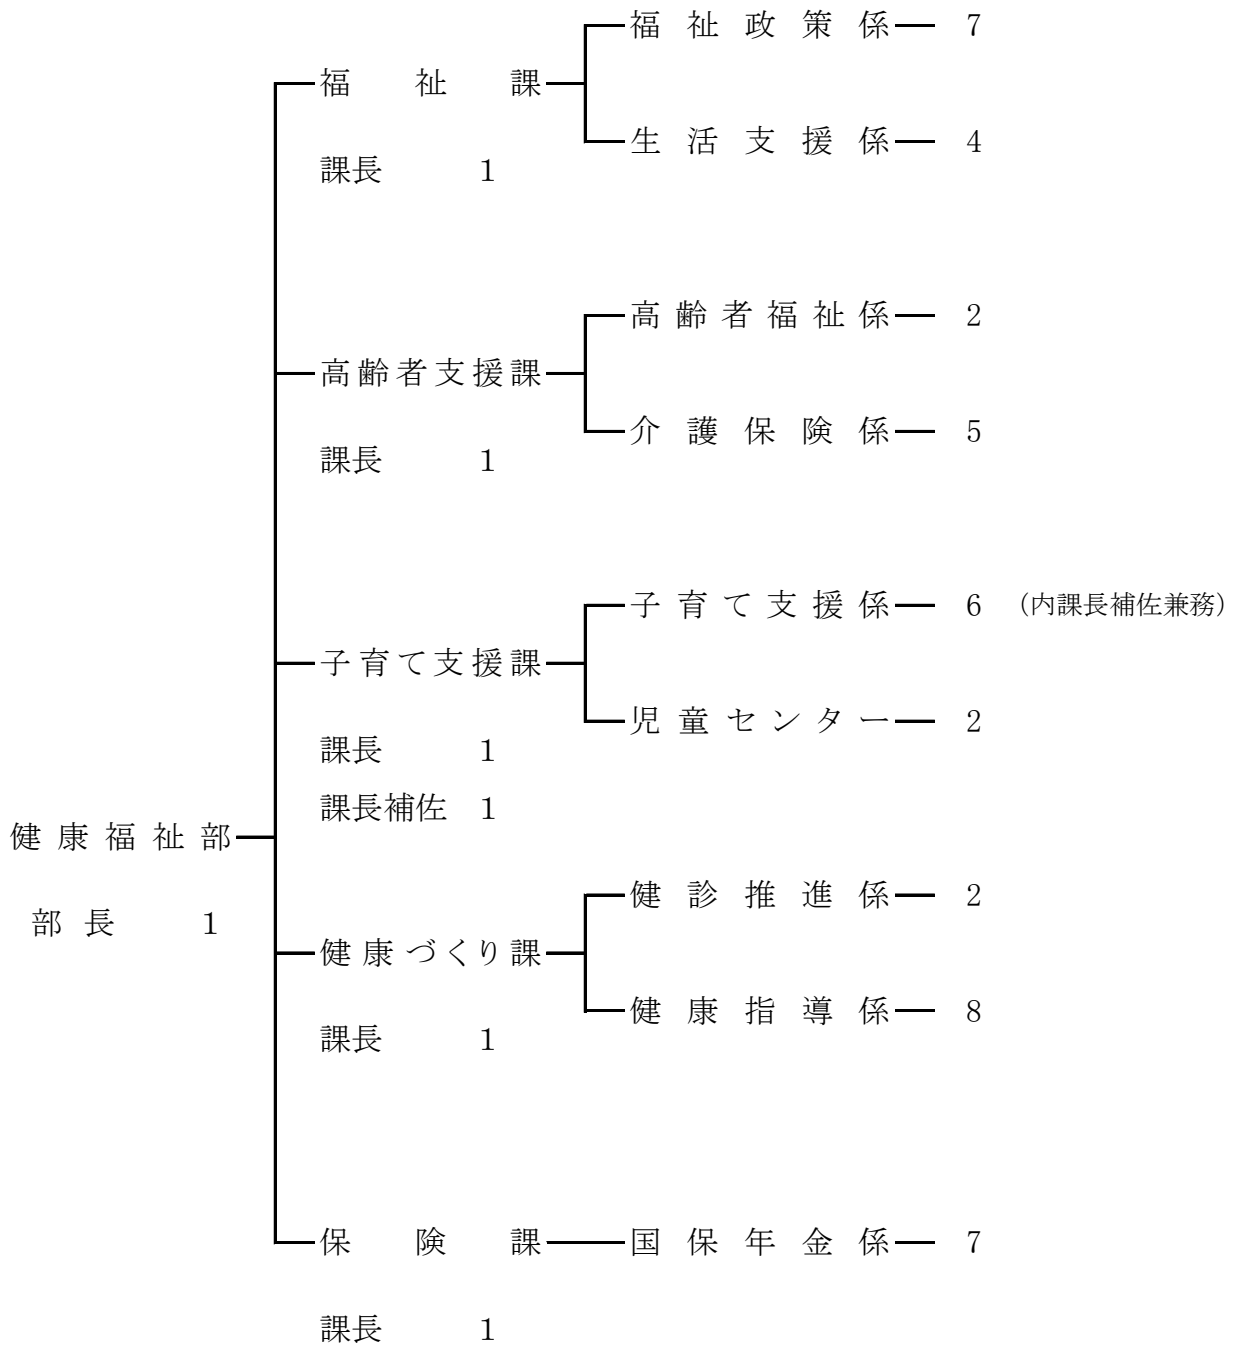 福祉政策係 7
福祉課
生活支援係 4
課長 1
高齢者福祉係 2
高齢者支援課
介護保険係 5
課長 1
子育て支援係 6 （内課長補佐兼務）
子育て支援課
児童センター 2
課長 1
課長補佐 1
健康福祉部
健診推進係 2
部長 1
健康づくり課
健康指導係 8
課長 1
保険課 国保年金係 7
課長 1